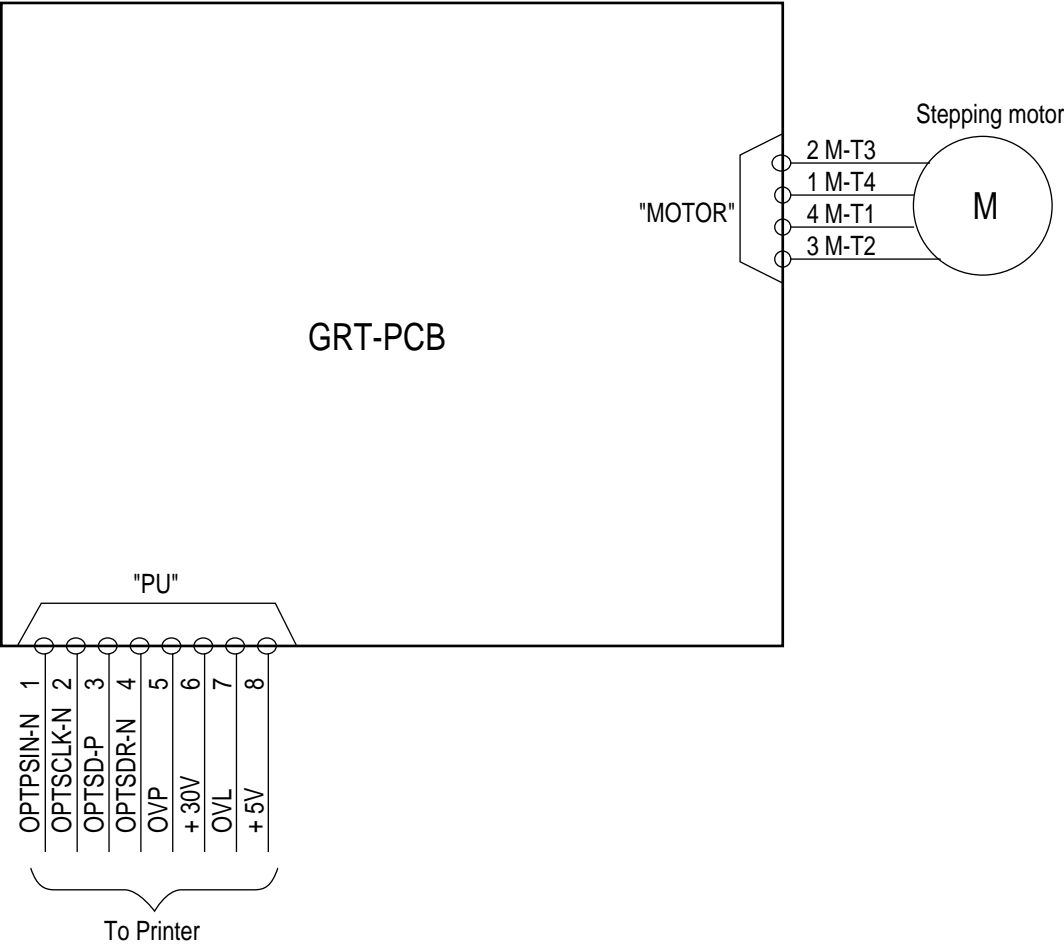 Stepping motor
2 M-T3
1 M-T4
4 M-T1
3 M-T2
M
"MOTOR"
GRT-PCB
"PU"
OPTPSIN-N 1
OPTSCLK-N 2
OPTSD-P 3
OPTSDR-N 4
OVP 5
+ 30V 6
OVL 7
+ 5V 8
To Printer